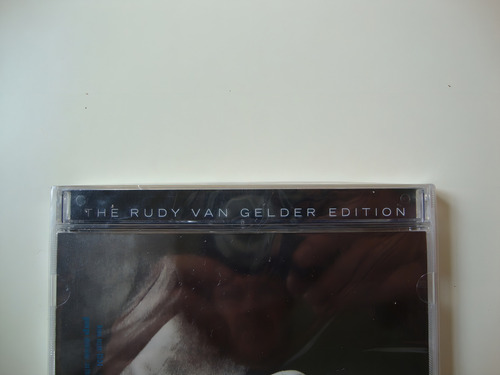 THE RUDY VAN GELDER EDITION